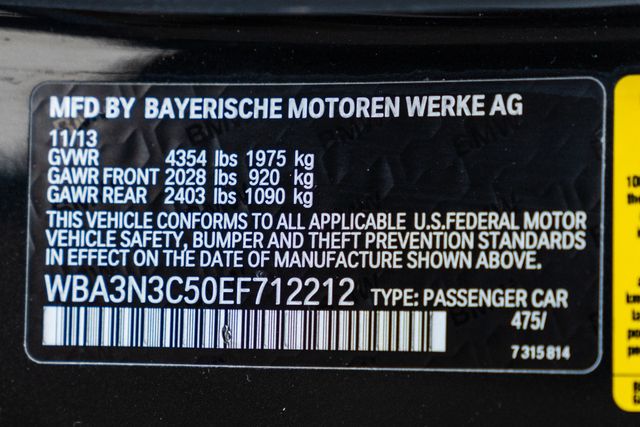 MFD BY BAYERISCHE MOTOREN WERKE AG
11/13
GVWR 4354 lbs 1975 kg
GAWR FRONT 2028 lbs 920 kg
GAWR REAR 2403 lbs 1090 kg
THIS VEHICLE CONFORMS TO ALL APPLICABLE U.S.FEDERAL MOTOR
VEHICLE SAFETY, BUMPER AND THEFT PREVENTION STANDARDS
IN EFFECT ON THE DATE OF MANUFACTURE SHOWN ABOVE.
WBA3N3C50EF712212 TYPE: PASSENGER CAR
475/
7 315 814